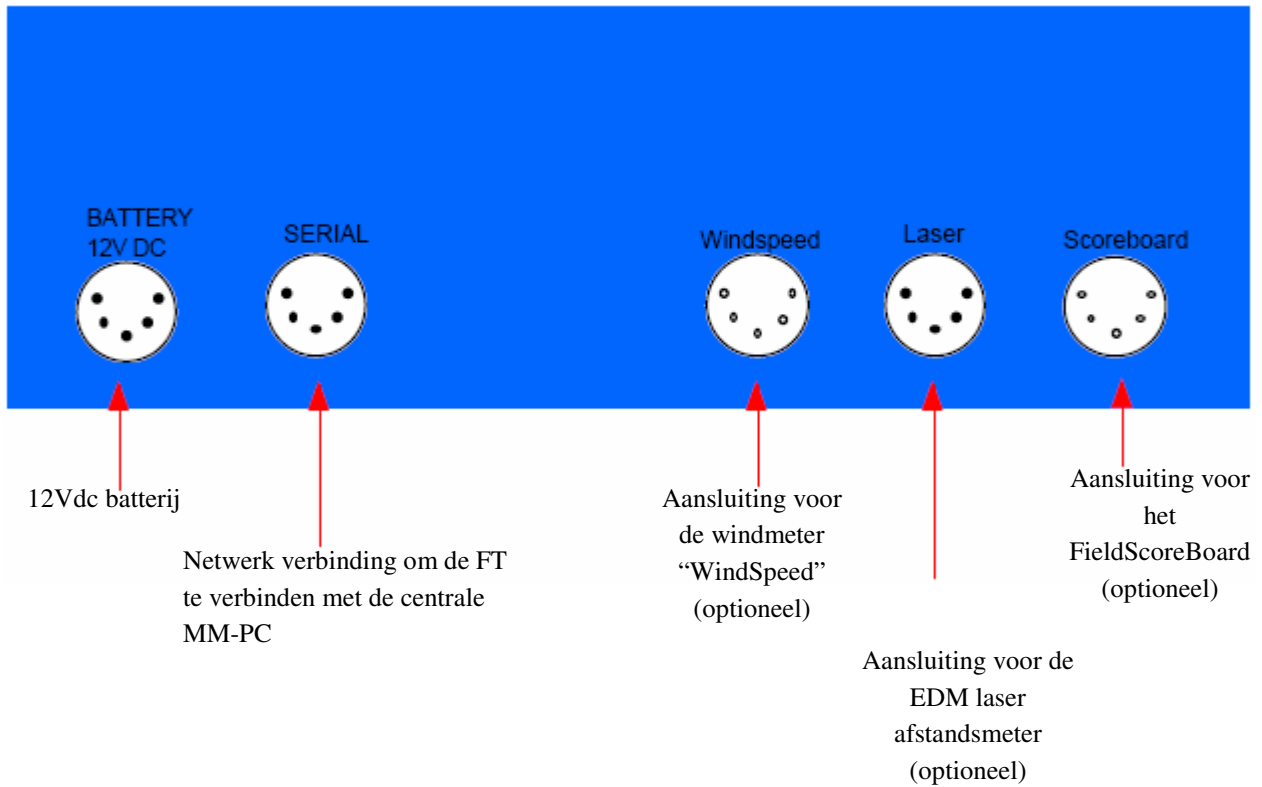 BATTERY
12V DC
SERIAL
Windspeed
Laser
Scoreboard
12Vdc batterij
Netwerk verbinding om de FT
te verbinden met de centrale
MM-PC
Aansluiting voor
de windmeter
“WindSpeed”
(optioneel)
Aansluiting voor de
EDM laser
afstandsmeter
(optioneel)
Aansluiting voor
het
FieldScoreBoard
(optioneel)